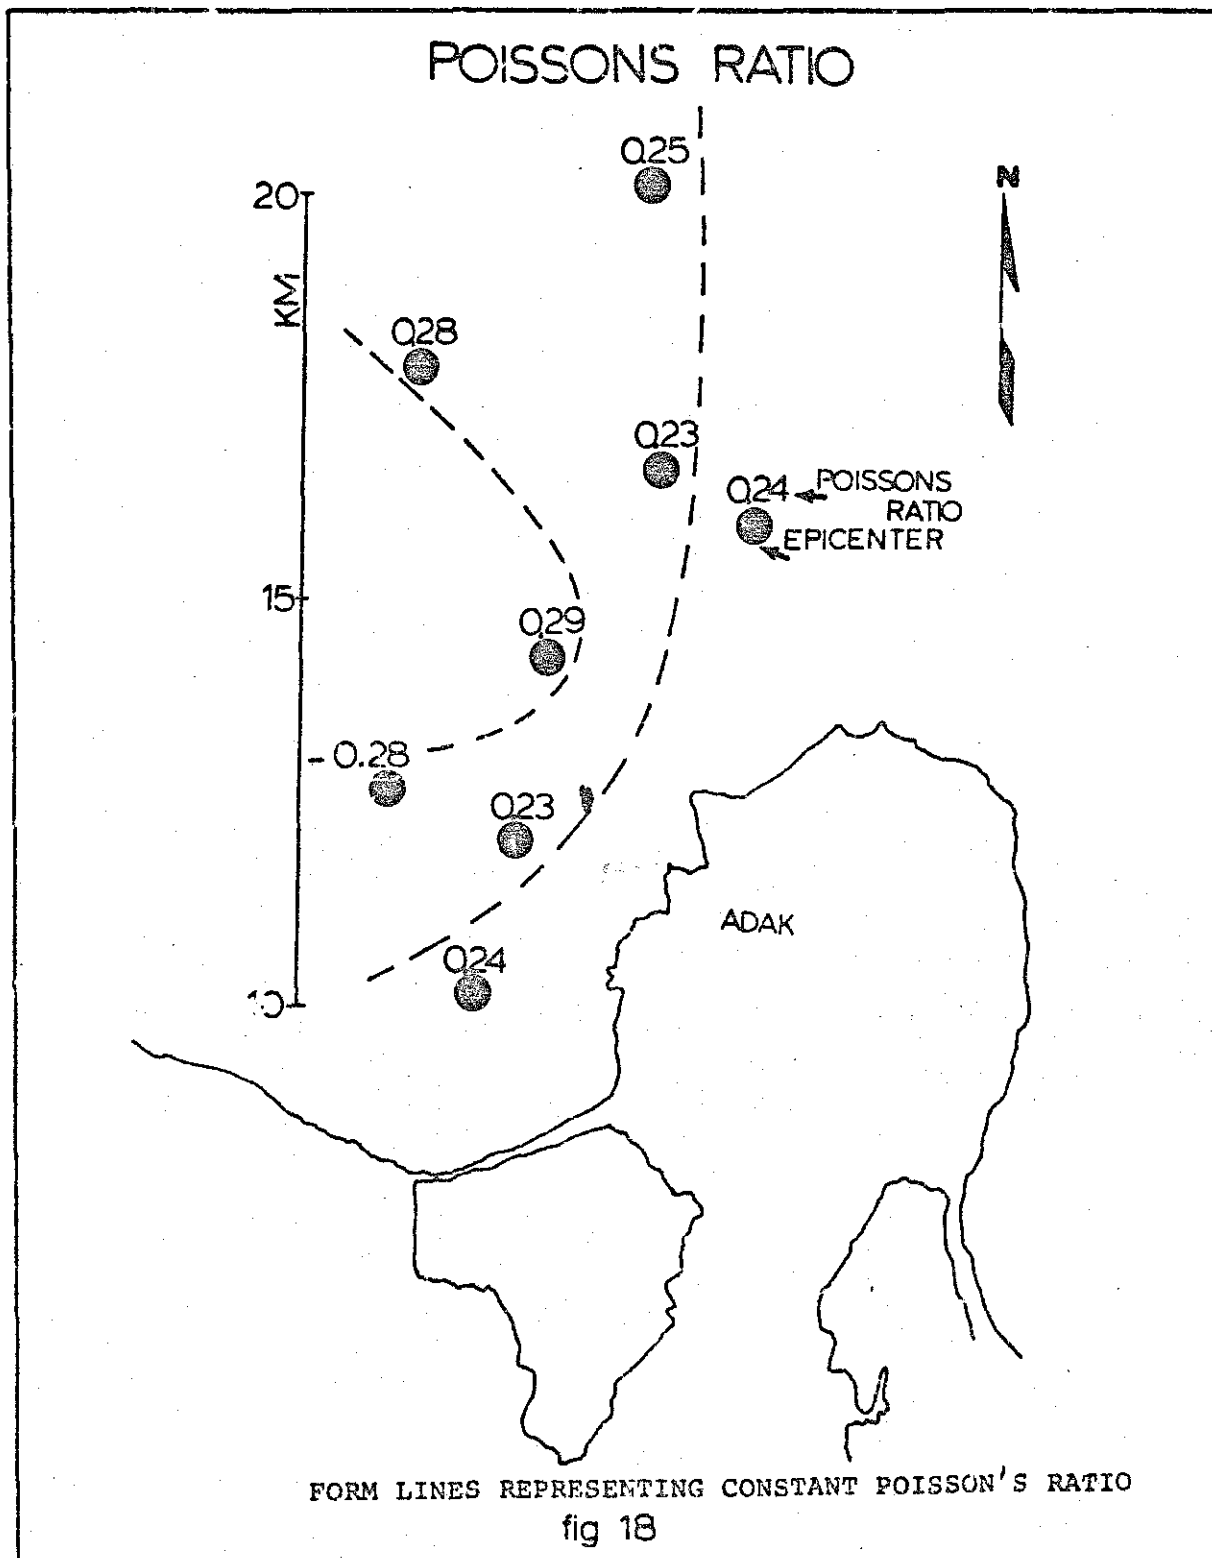 POISSONS RATIO
0.25
20
N
KM
0.28
0.23
0.24
POISSONS
RATIO
EPICENTER
15
0.29
0.28
0.23
ADAK
0.24
10
FORM LINES REPRESENTING CONSTANT POISSON'S RATIO
fig 18